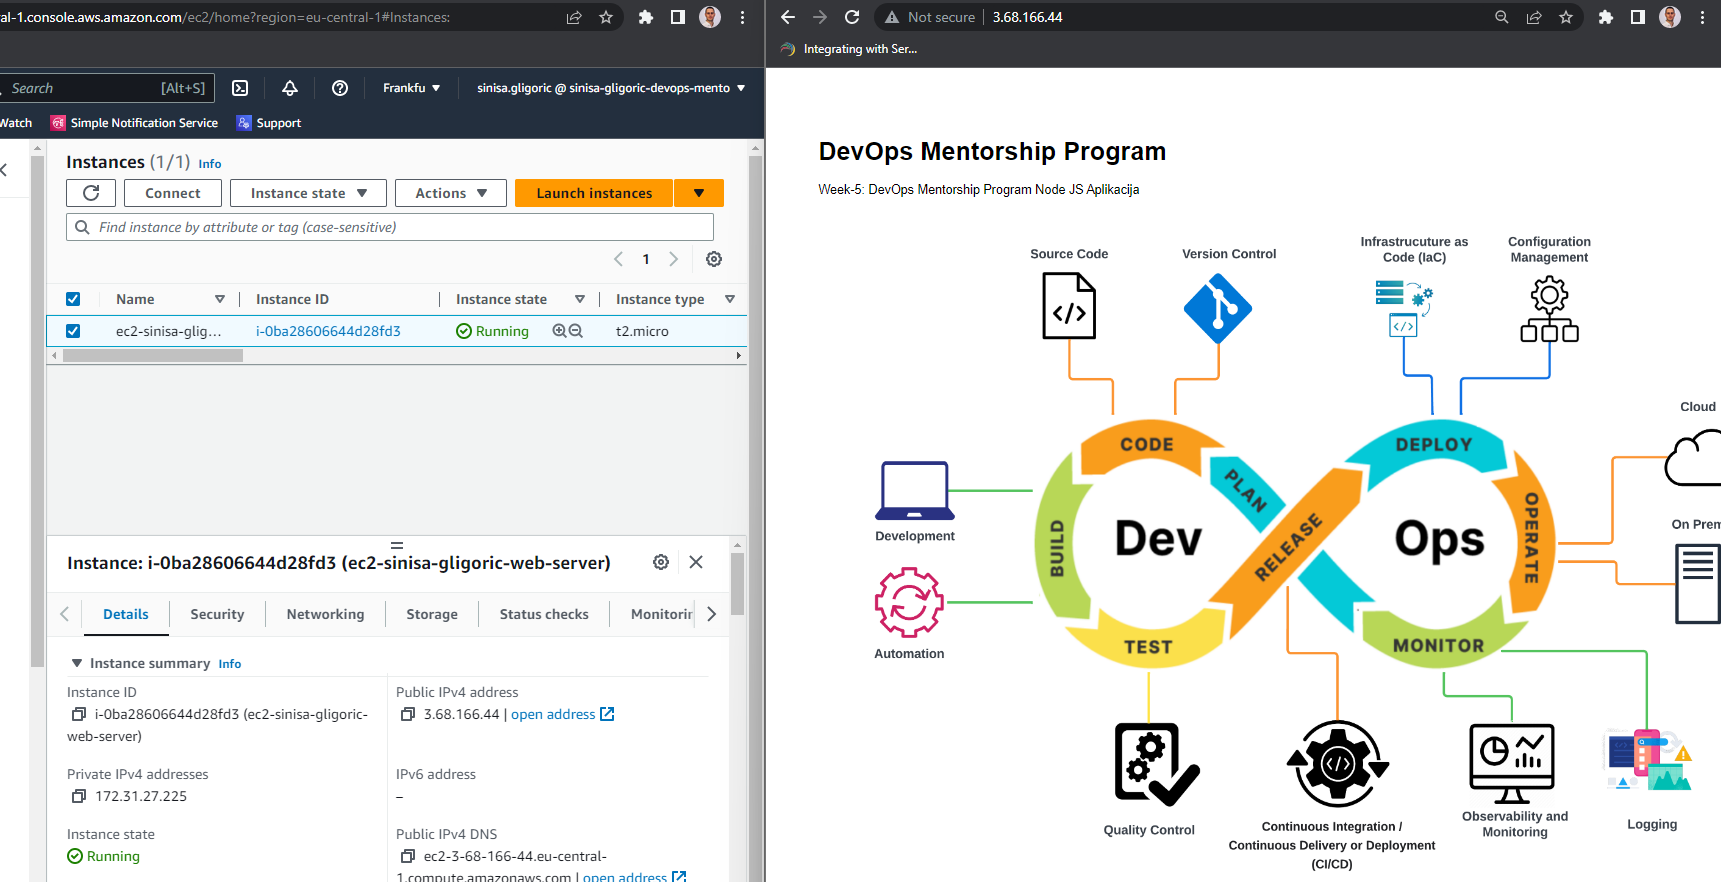 al-1.console.aws.amazon.com/ec2/home?region=eu-central-1#Instances:
Search [Alt+S]
Frankfu
sinisa.gligoric @ sinisa-gligoric-devops-mento
Watch
Simple Notification Service
Support
Instances (1/1) Info
Connect
Instance state
Actions
Launch instances
Find instance by attribute or tag (case-sensitive)
1
Name Instance ID Instance state Instance type
ec2-sinisa-glig... i-0ba28606644d28fd3 Running t2.micro
Instance: i-0ba28606644d28fd3 (ec2-sinisa-gligoric-web-server)
Details Security Networking Storage Status checks Monitorin
Instance summary Info
Instance ID
i-0ba28606644d28fd3 (ec2-sinisa-gligoric-
web-server)
Public IPv4 address
3.68.166.44 | open address
Private IPv4 addresses
172.31.27.225
IPv6 address
–
Instance state
Running
Public IPv4 DNS
ec2-3-68-166-44.eu-central-
1.compute.amazonaws.com | open address
Not secure 3.68.166.44
Integrating with Ser...
DevOps Mentorship Program
Week-5: DevOps Mentorship Program Node JS Aplikacija
Source Code
Version Control
Infrastrucuture as
Code (IaC)
Configuration
Management
Cloud
On Prem
Development
Automation
CODE
PLAN
BUILD
TEST
RELEASE
DEPLOY
OPERATE
MONITOR
Dev
Ops
Quality Control
Continuous Integration /
Continuous Delivery or Deployment
(CI/CD)
Observability and
Monitoring
Logging